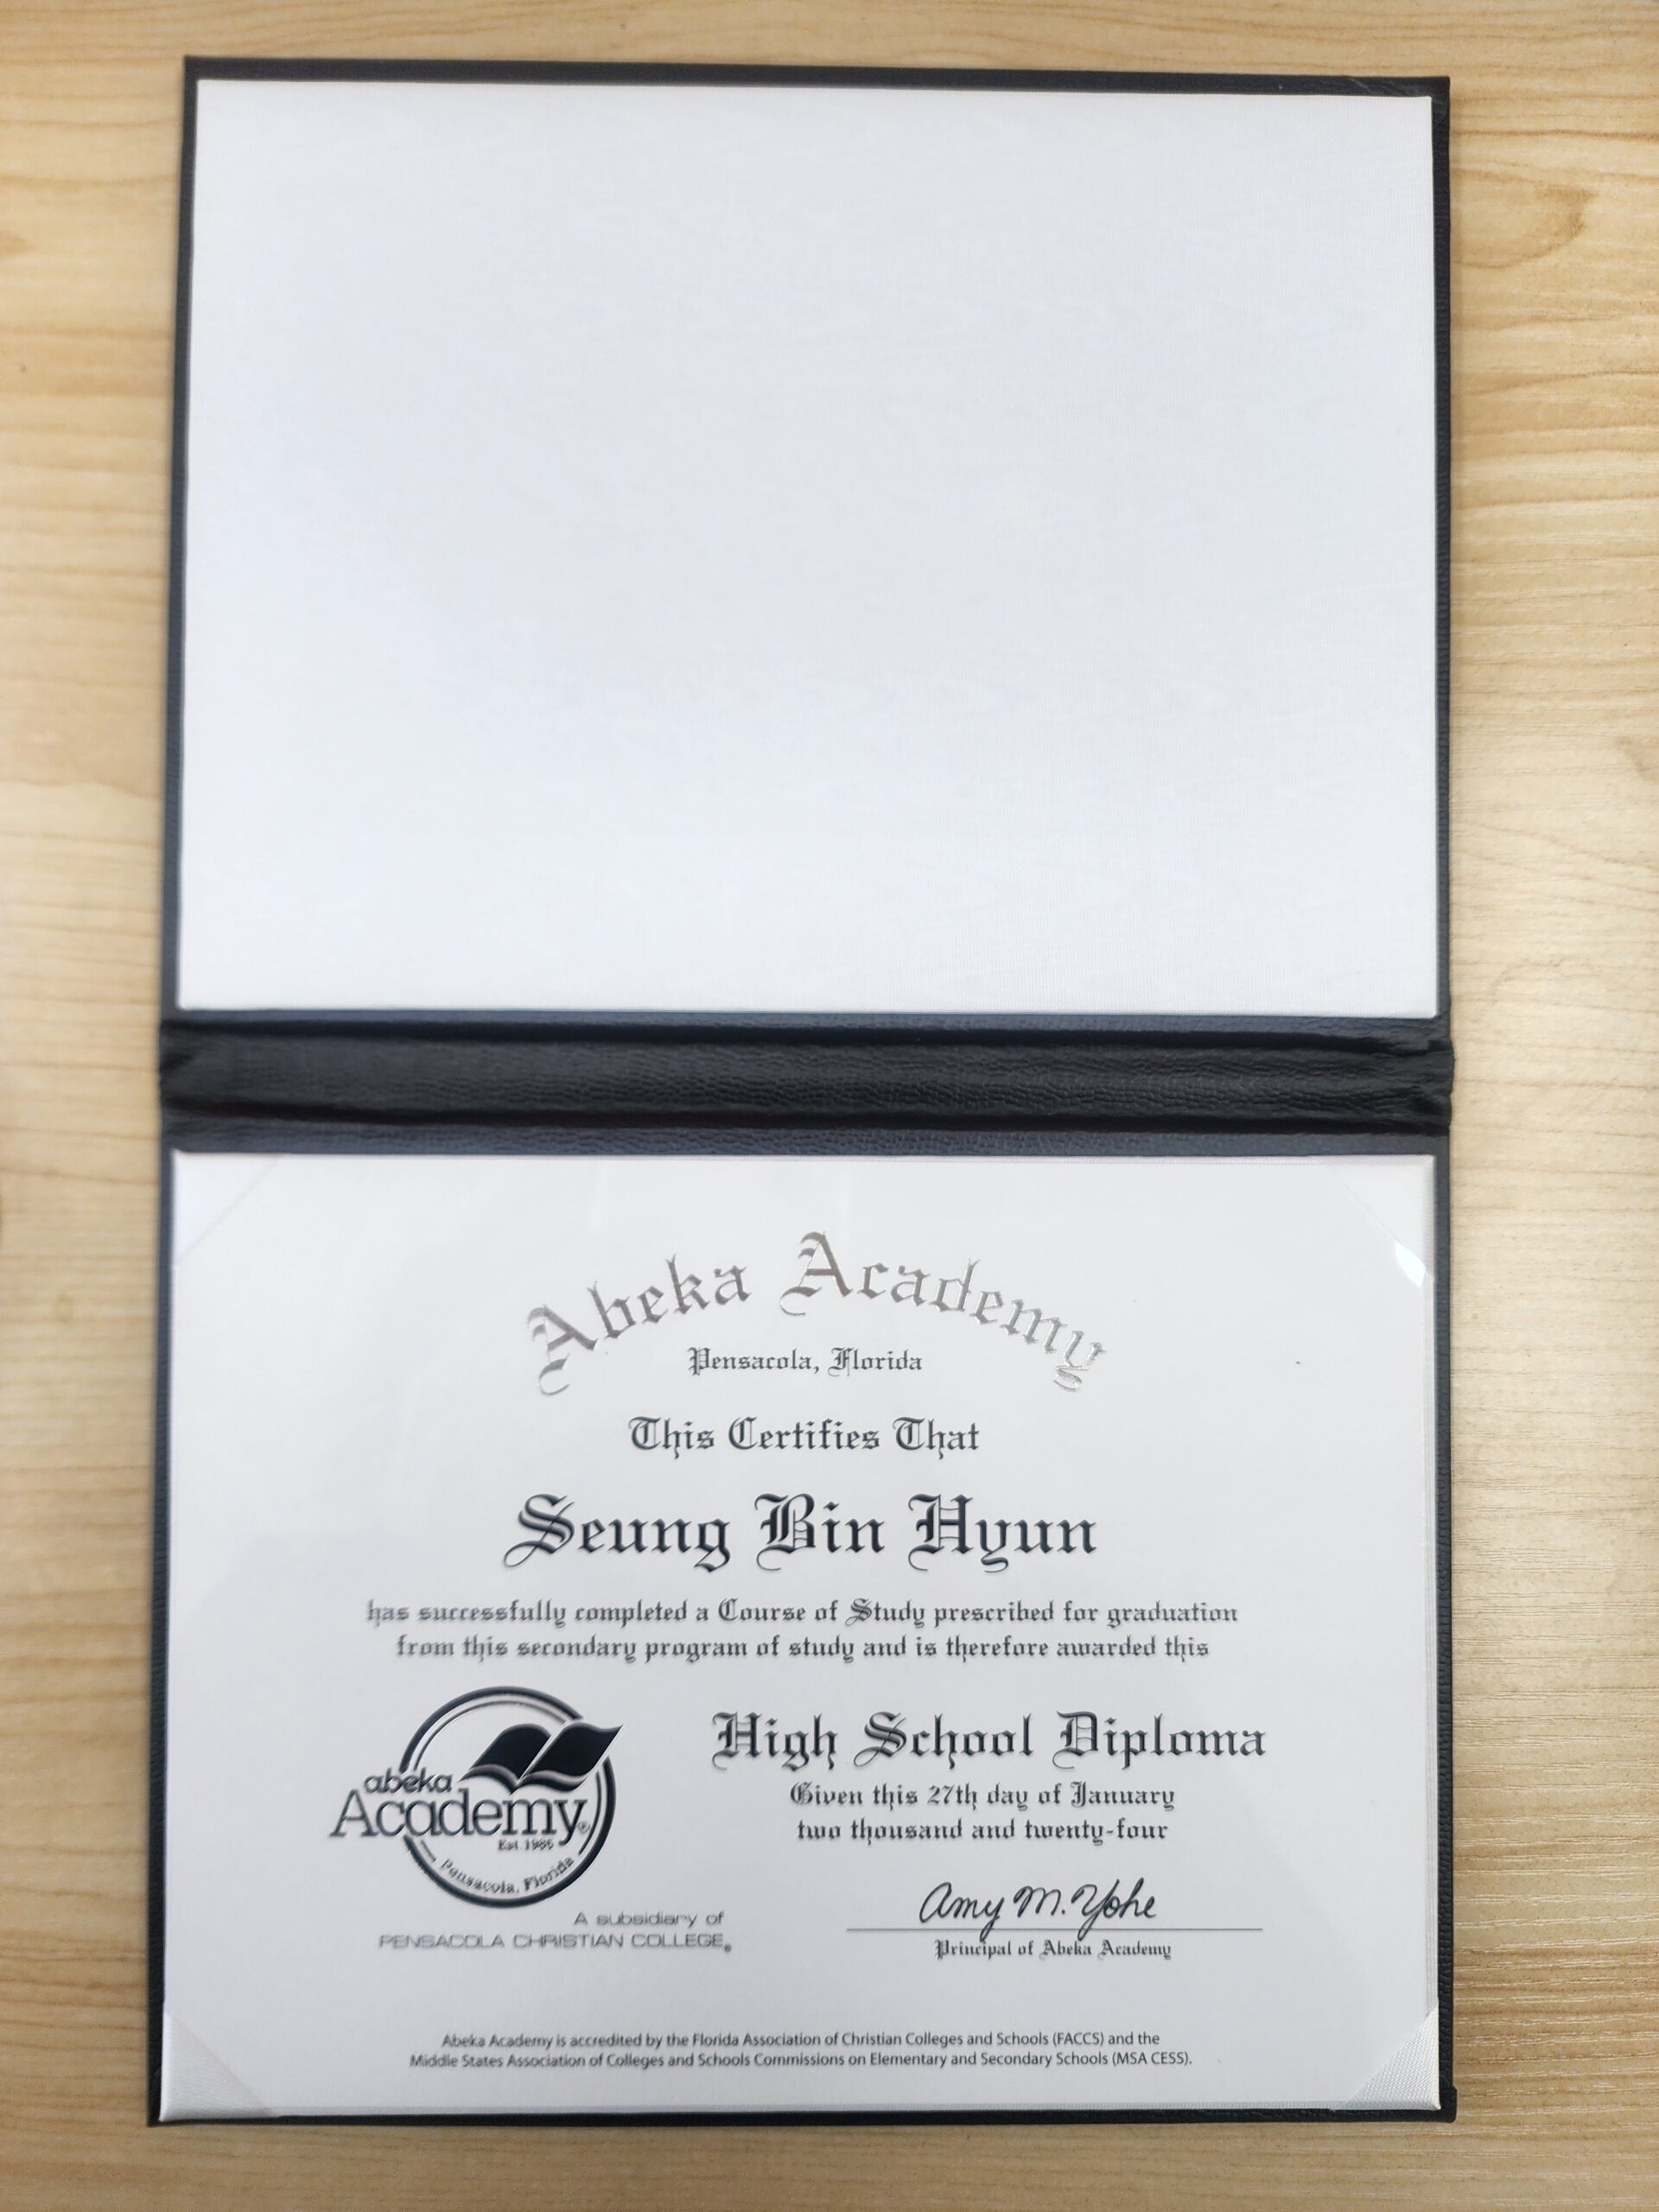 Abeka Academy
Pensacola, Florida
This Certifies That
Seung Bin Hyun
has successfully completed a Course of Study prescribed for graduation
from this secondary program of study and is therefore awarded this
High School Diploma
Given this 27th day of January
two thousand and twenty-four
abeka
Academy®
Est. 1986
Pensacola, Florida
A subsidiary of
PENSACOLA CHRISTIAN COLLEGE®
Amy M. Yohe
Principal of Abeka Academy
Abeka Academy is accredited by the Florida Association of Christian Colleges and Schools (FACCS) and the
Middle States Association of Colleges and Schools Commissions on Elementary and Secondary Schools (MSA CESS).